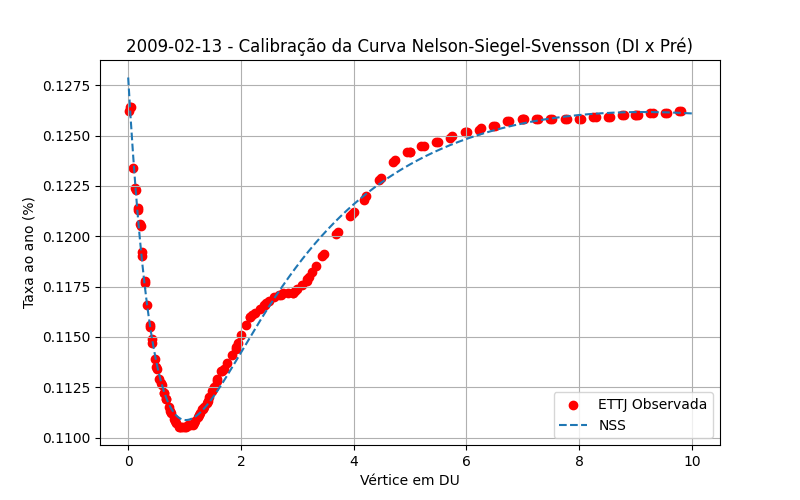 2009-02-13 - Calibração da Curva Nelson-Siegel-Svensson (DI x Pré)
Taxa ao ano (%)
0.1275
0.1250
0.1225
0.1200
0.1175
0.1150
0.1125
0.1100
ETTJ Observada
NSS
0 2 4 6 8 10
Vértice em DU